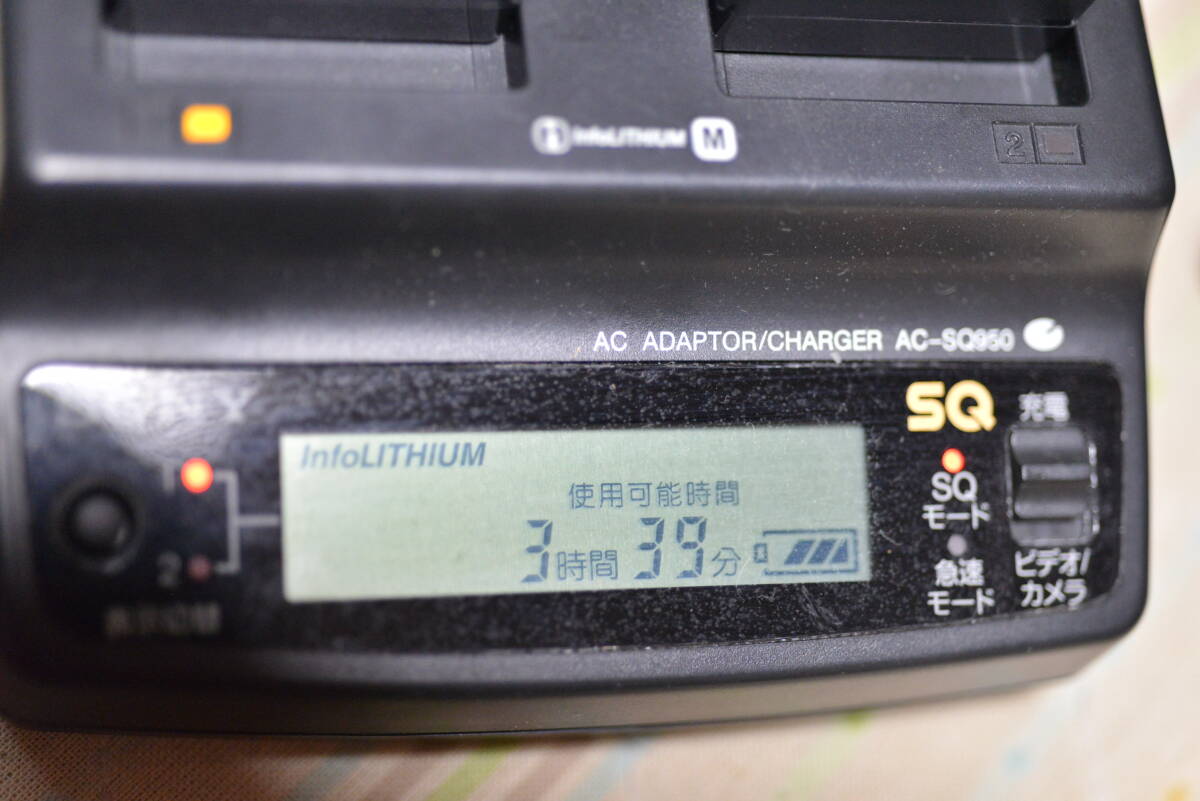 InfoLITHIUM M
2
AC ADAPTOR/CHARGER AC-SQ950
SQ
充電
InfoLITHIUM
1
使用可能時間
3時間39分
SQ
モード
2
急速
モード
ビデオ/
カメラ
表示切替